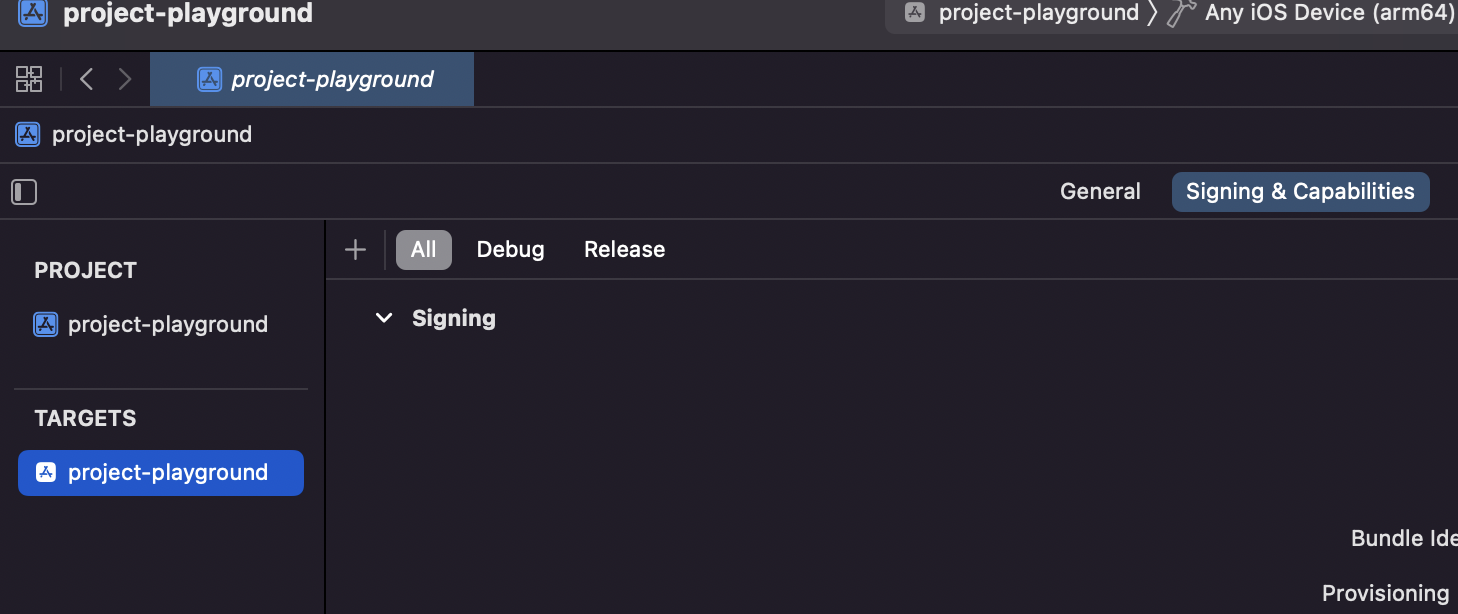 project-playground
project-playground 〉 Any iOS Device (arm64)
project-playground
project-playground
General Signing & Capabilities
All Debug Release
PROJECT
Signing
project-playground
TARGETS
project-playground
Bundle Ide
Provisioning